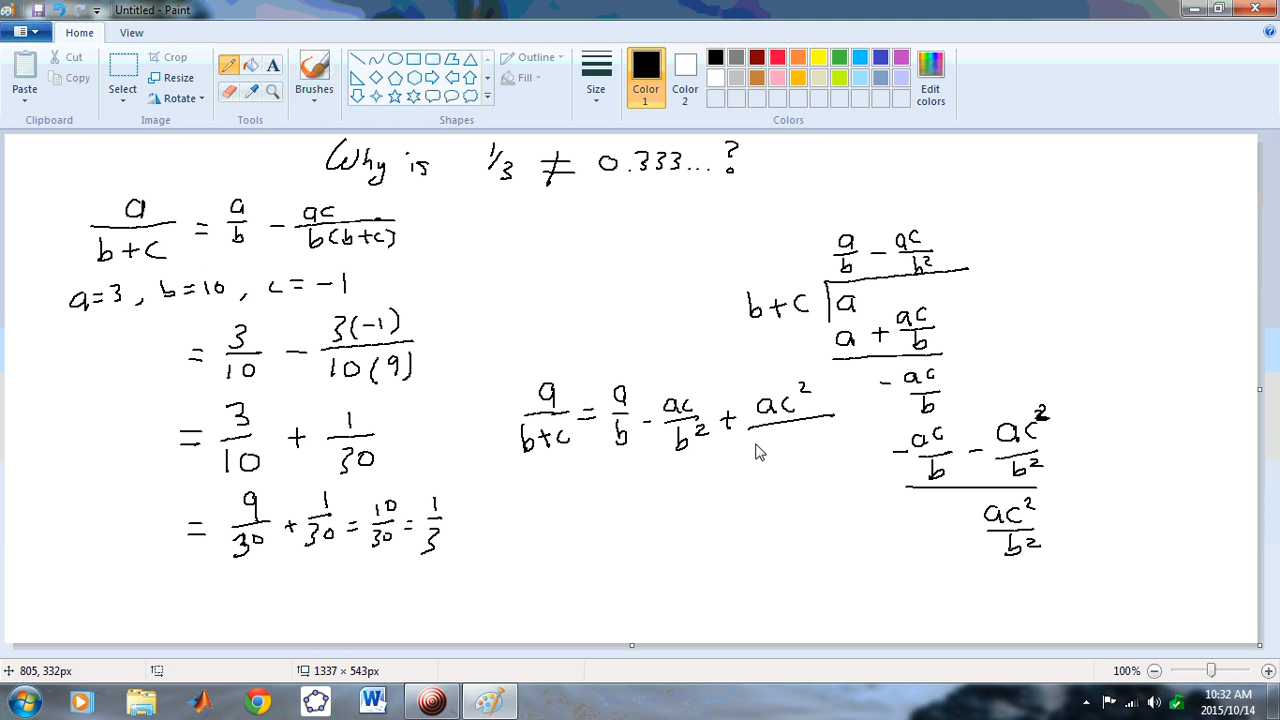 Untitled - Paint
Home View
Paste
Cut
Copy
Clipboard
Select
Crop
Resize
Rotate
Image
Tools
Brushes
Outline
Fill
Shapes
Size
Color 1
Color 2
Edit colors
Colors
Why is 1/3 ≠ 0.333...?
a/(b+c) = a/b - ac/(b(b+c))
a=3, b=10, c=-1
= 3/10 - 3(-1)/10(9)
= 3/10 + 1/30
= 9/30 + 1/30 = 10/30 = 1/3
a/(b+c) = a/b - ac/b² + ac²
a/b - ac/b²
b+c a
a + ac/b
- ac/b
- ac/b - ac²/b²
ac²/b²
805, 332px
1337 × 543px
100%
10:32 AM
2015/10/14